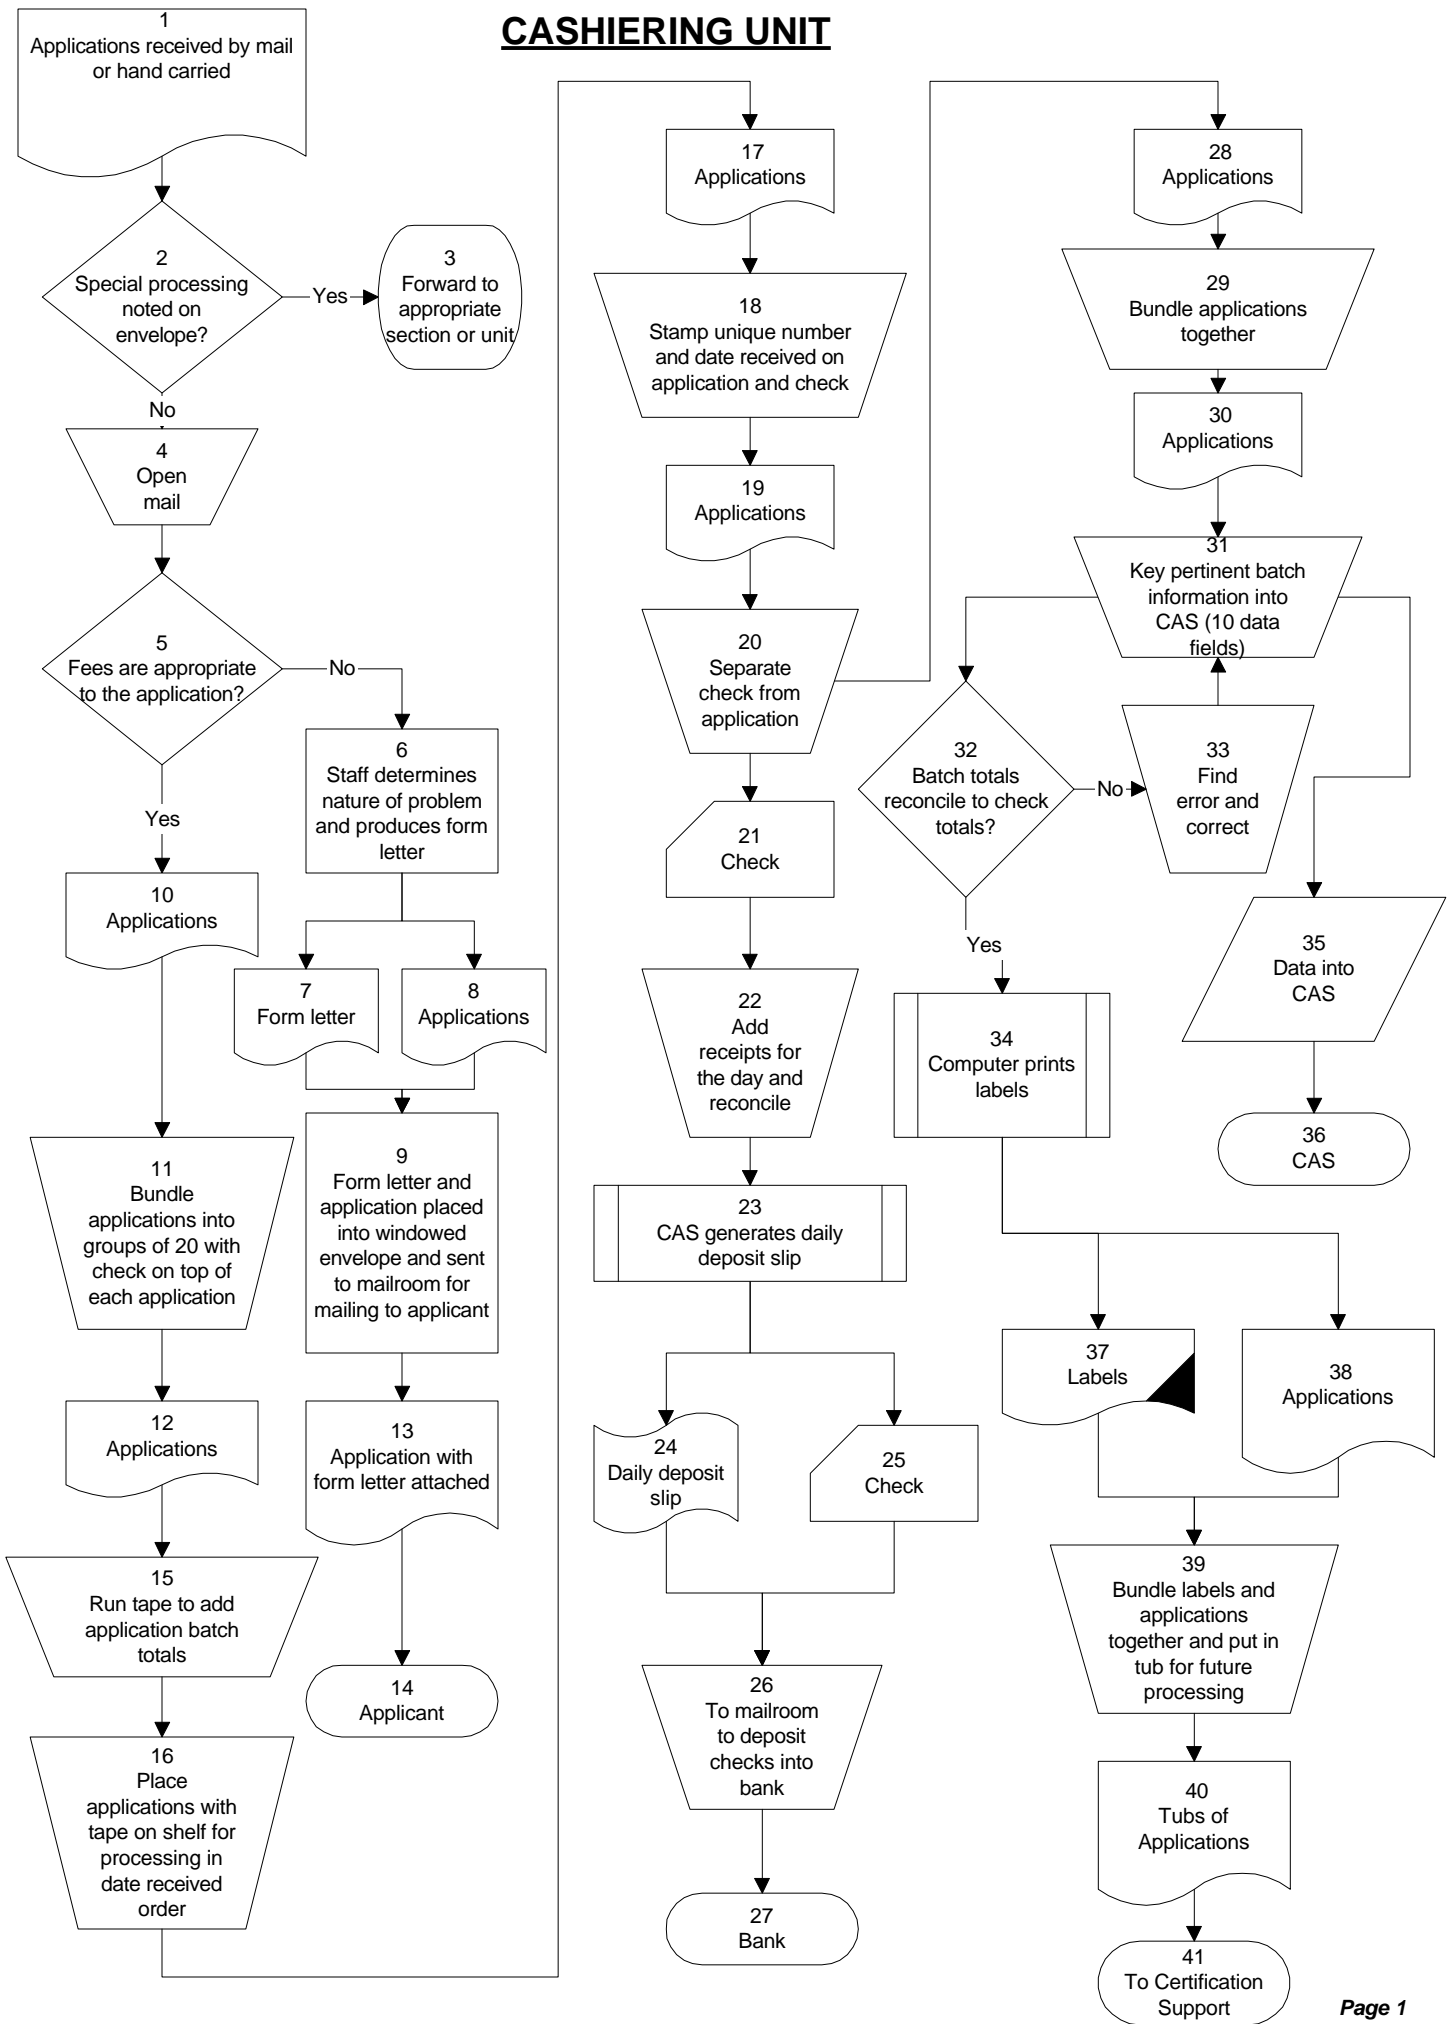 CASHIERING UNIT
1
Applications received by mail
or hand carried
2
Special processing
noted on
envelope?
Yes
3
Forward to
appropriate
section or unit
No
4
Open
mail
5
Fees are appropriate
to the application?
No
Yes
6
Staff determines
nature of problem
and produces form
letter
7
Form letter
8
Applications
9
Form letter and
application placed
into windowed
envelope and sent
to mailroom for
mailing to applicant
10
Applications
11
Bundle
applications into
groups of 20 with
check on top of
each application
12
Applications
13
Application with
form letter attached
14
Applicant
15
Run tape to add
application batch
totals
16
Place
applications with
tape on shelf for
processing in
date received
order
17
Applications
18
Stamp unique number
and date received on
application and check
19
Applications
20
Separate
check from
application
21
Check
22
Add
receipts for
the day and
reconcile
23
CAS generates daily
deposit slip
24
Daily deposit
slip
25
Check
26
To mailroom
to deposit
checks into
bank
27
Bank
28
Applications
29
Bundle applications
together
30
Applications
31
Key pertinent batch
information into
CAS (10 data
fields)
32
Batch totals
reconcile to check
totals?
No
33
Find
error and
correct
Yes
34
Computer prints
labels
35
Data into
CAS
36
CAS
37
Labels
38
Applications
39
Bundle labels and
applications
together and put in
tub for future
processing
40
Tubs of
Applications
41
To Certification
Support
Page 1